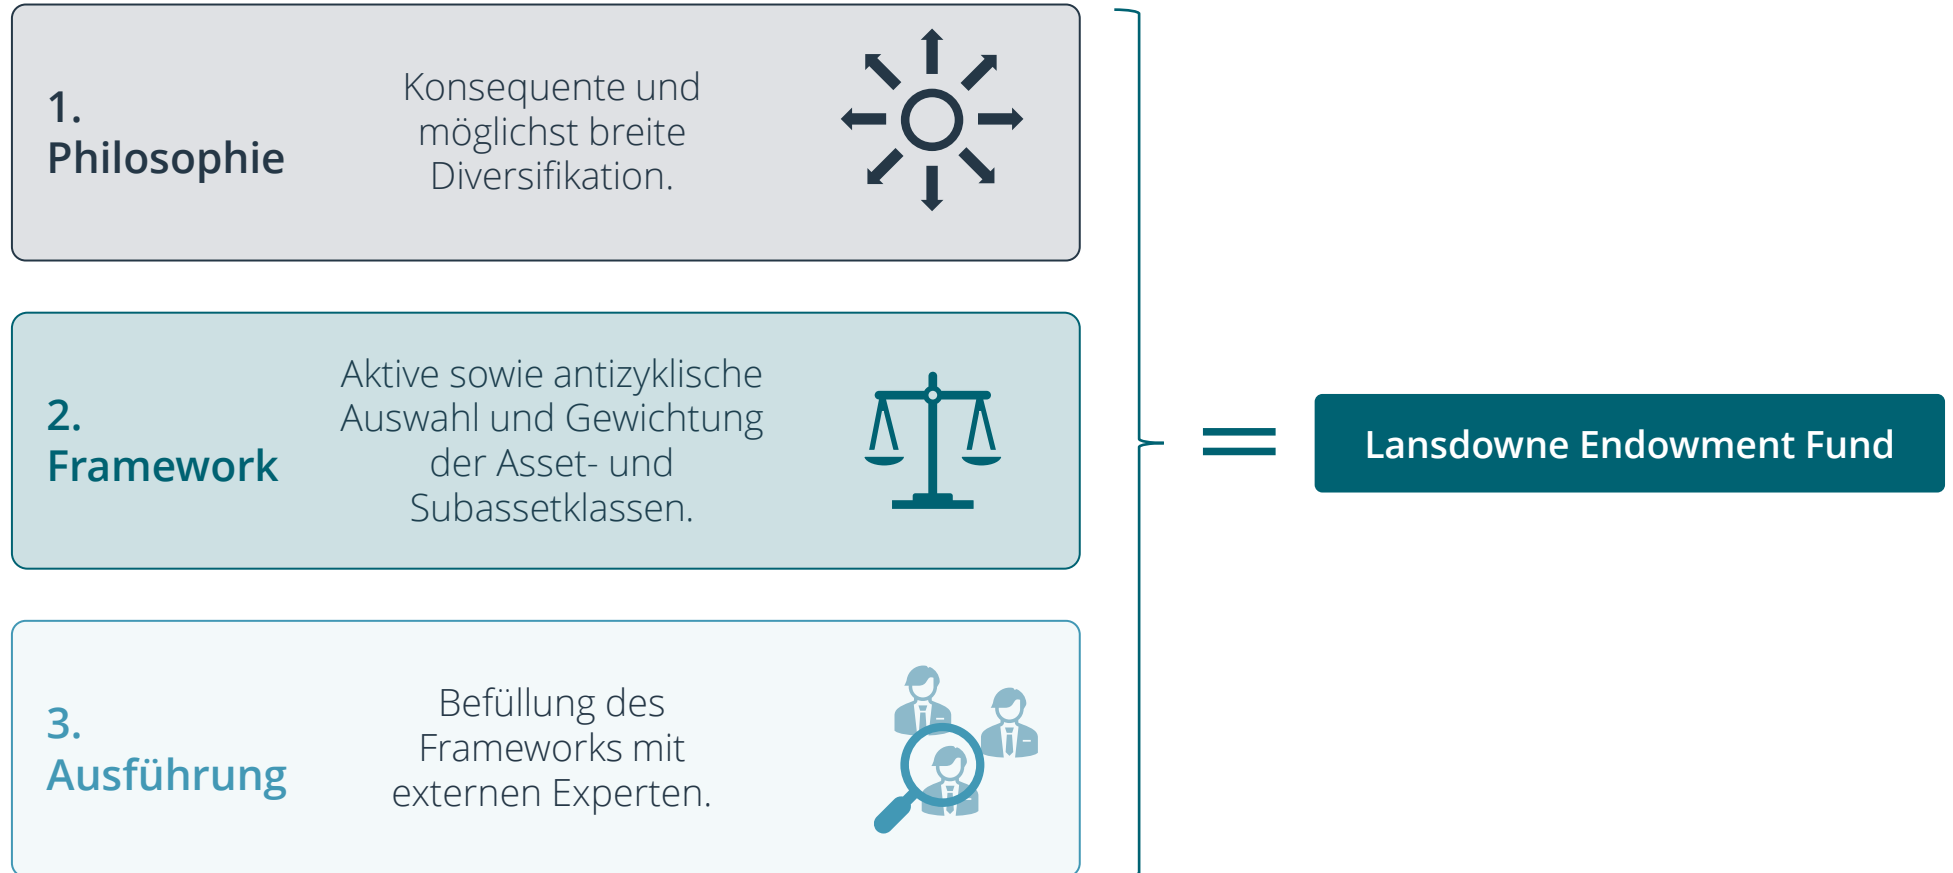 1.
Philosophie
Konsequente und
möglichst breite
Diversifikation.
2.
Framework
Aktive sowie antizyklische
Auswahl und Gewichtung
der Asset- und
Subassetklassen.
3.
Ausführung
Befüllung des
Frameworks mit
externen Experten.
Lansdowne Endowment Fund